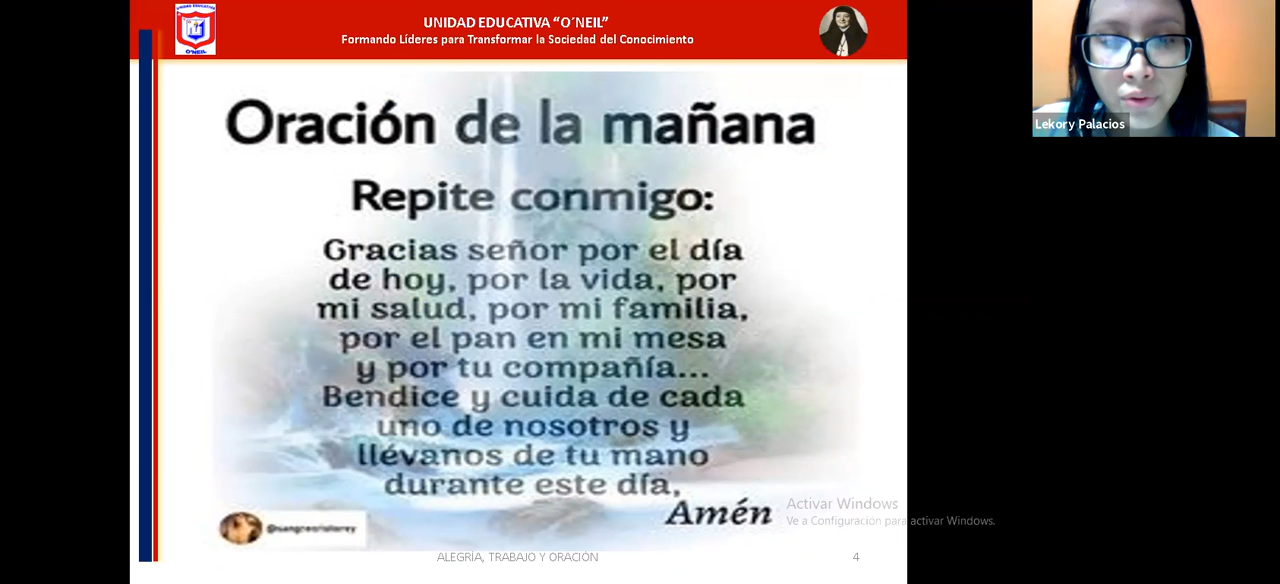 UNIDAD EDUCATIVA “O´NEIL”
Formando Líderes para Transformar la Sociedad del Conocimiento
O'NEIL
Oración de la mañana
Repite conmigo:
Gracias señor por el día
de hoy, por la vida, por
mi salud, por mi familia,
por el pan en mi mesa
y por tu compañía...
Bendice y cuida de cada
uno de nosotros y
llévanos de tu mano
durante este día,
Amén
ALEGRÍA, TRABAJO Y ORACIÓN
4
Activar Windows
Ve a Configuración para activar Windows.
Lekory Palacios